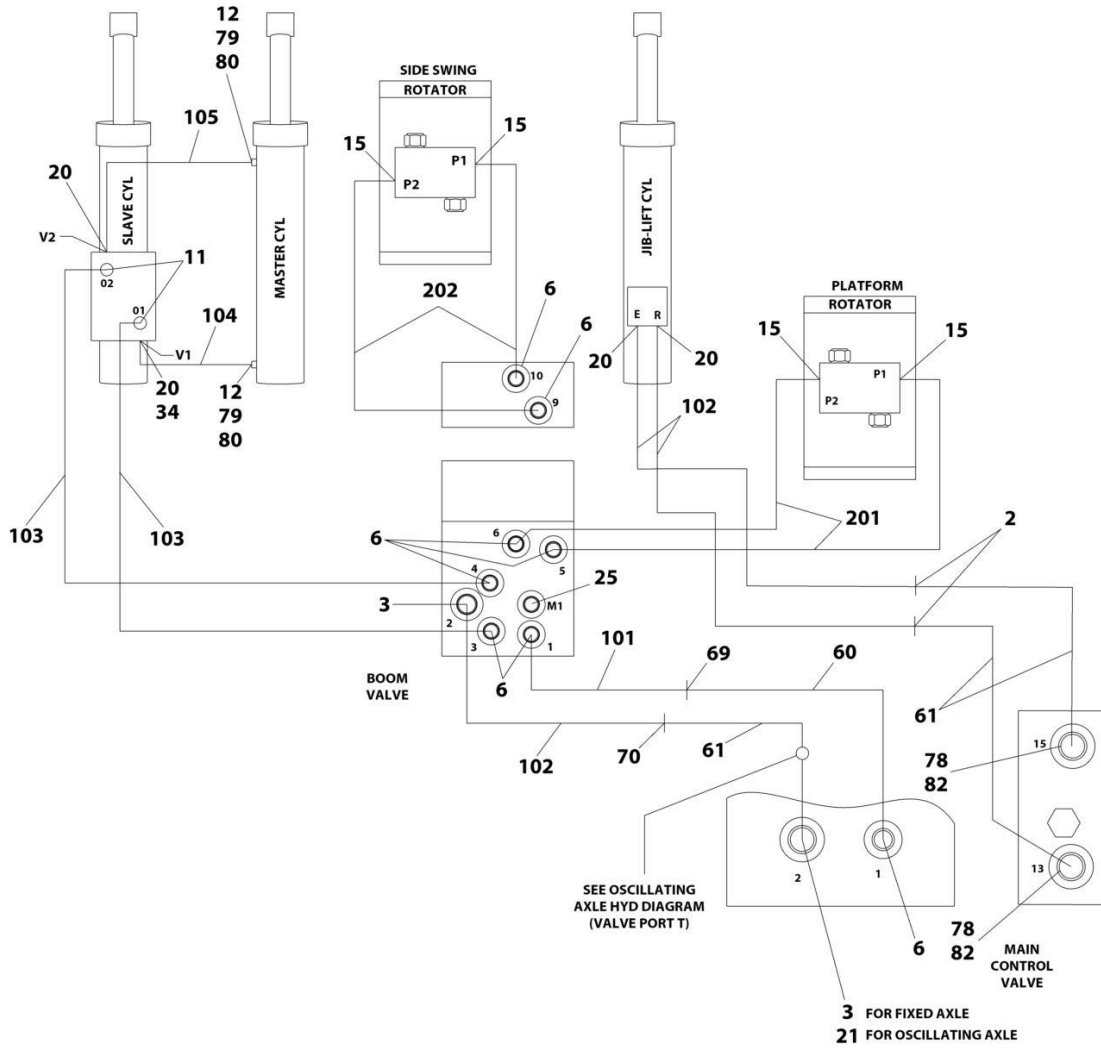 12
79
80
SIDE SWING
ROTATOR
105
15
15
P1
P2
20
SLAVE CYL
MASTER CYL
JIB-LIFT CYL
V2
11
02
01
202
6
6
PLATFORM
ROTATOR
104
V1
E R
15
15
20
20
10
P1
20
34
12
79
80
9
P2
102
103
103
6
201
2
6
5
4
25
3
M1
2
3
1
101
69
60
BOOM
VALVE
6
61
102
70
61
15
78
82
SEE OSCILLATING
AXLE HYD DIAGRAM
(VALVE PORT T)
2
1
13
6
78
82
MAIN
CONTROL
VALVE
3 FOR FIXED AXLE
21 FOR OSCILLATING AXLE